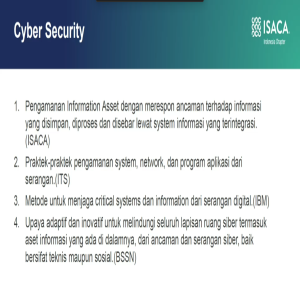 Cyber Security
ISACA.
Indonesia Chapter
1. Pengamanan Information Asset dengan merespon ancaman terhadap informasi
yang disimpan, diproses dan disebar lewat system informasi yang terintegrasi.
(ISACA)
2. Praktek-praktek pengamanan system, network, dan program aplikasi dari
serangan.(ITS)
3. Metode untuk menjaga critical systems dan information dari serangan digital.(IBM)
4. Upaya adaptif dan inovatif untuk melindungi seluruh lapisan ruang siber termasuk
aset informasi yang ada di dalamnya, dari ancaman dan serangan siber, baik
bersifat teknis maupun sosial.(BSSN)